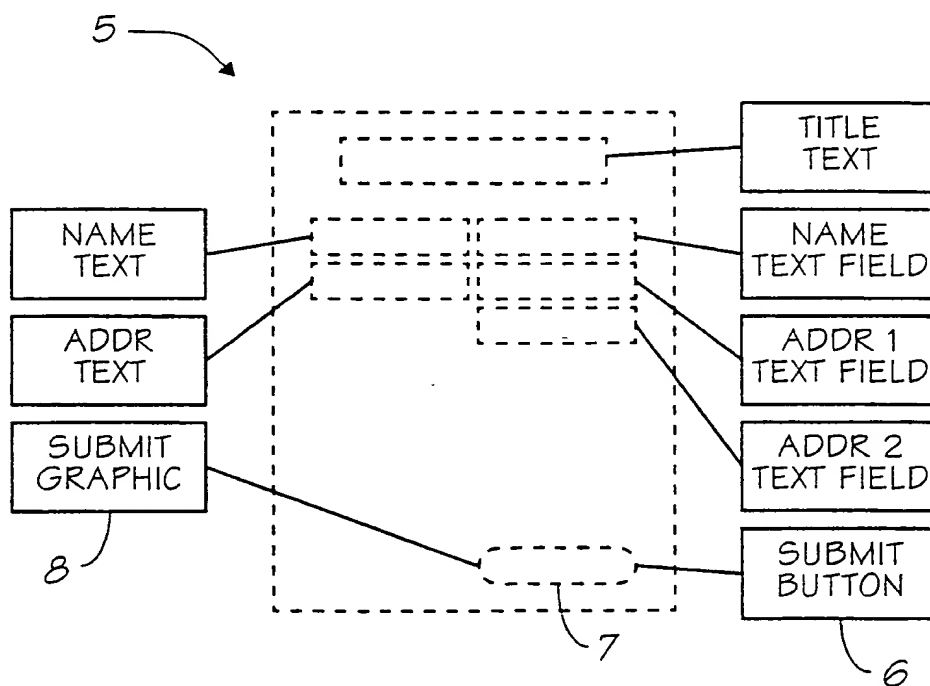 5
TITLE
TEXT
NAME
TEXT
NAME
TEXT FIELD
ADDR
TEXT
ADDR 1
TEXT FIELD
SUBMIT
GRAPHIC
ADDR 2
TEXT FIELD
8
SUBMIT
BUTTON
7
6